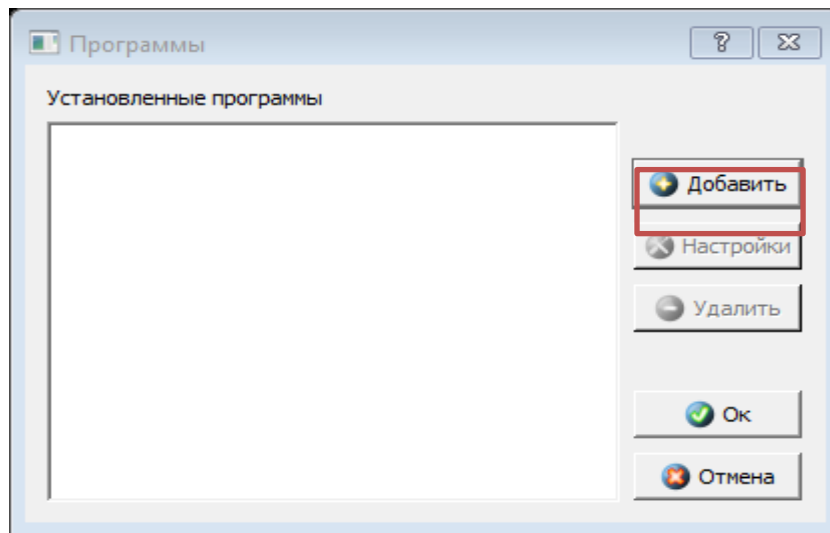 Программы
Установленные программы
Добавить
Настройки
Удалить
Ок
Отмена